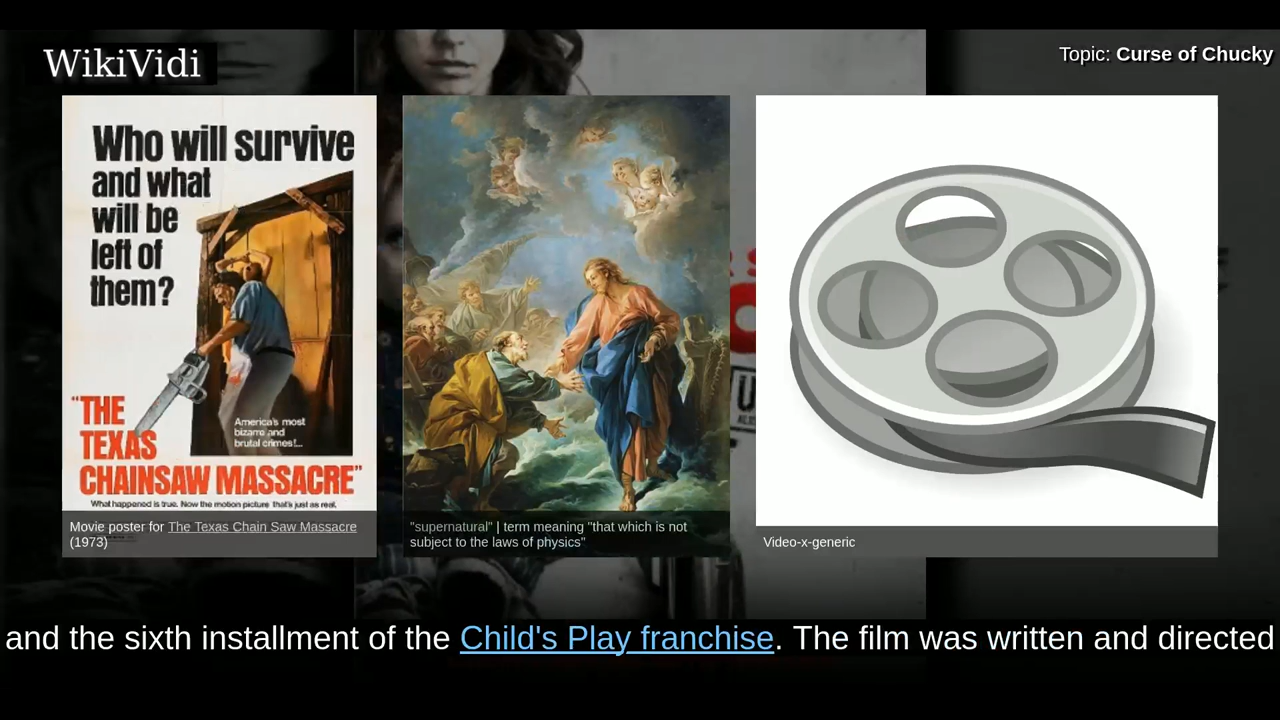 WikiVidi
Topic: Curse of Chucky
Who will survive
and what
will be
left of
them?
America's most
bizarre and
brutal crimes!...
"THE
TEXAS
CHAINSAW MASSACRE"
What happened is true. Now the motion picture that's just as real.
Movie poster for The Texas Chain Saw Massacre
(1973)
"supernatural" | term meaning "that which is not
subject to the laws of physics"
Video-x-generic
and the sixth installment of the Child's Play franchise. The film was written and directed